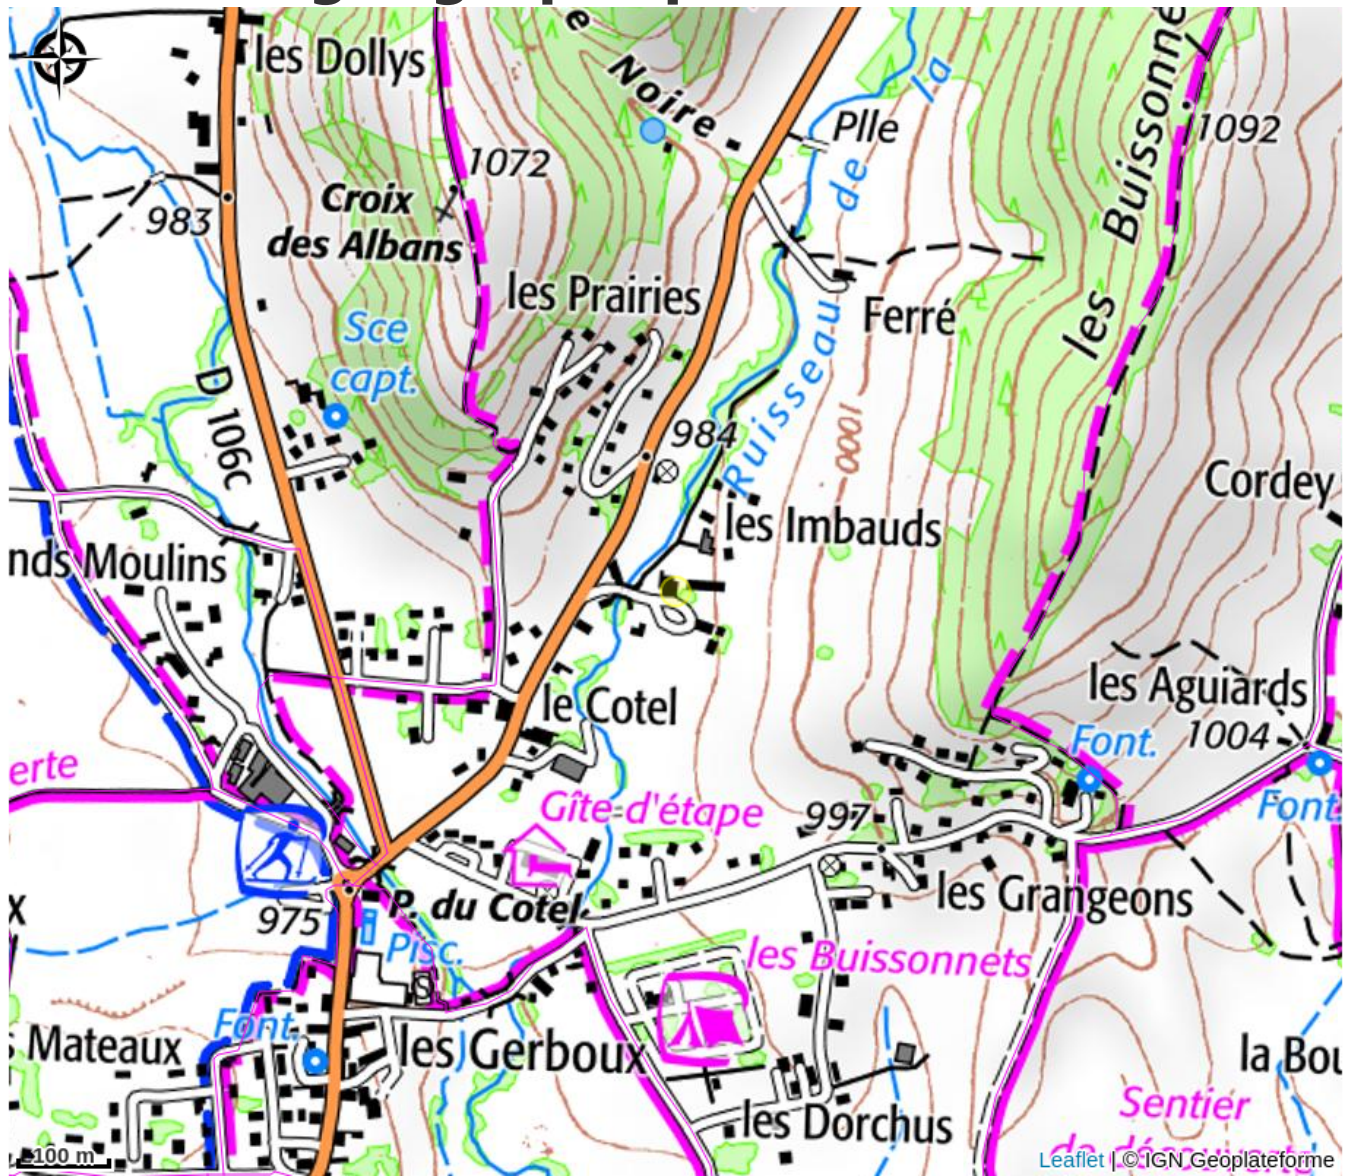 les Dollys
Noire
Plle
la
de
1072
1092
Croix
des Albans
983
les Prairies
Ruisseau
Ferré
les Buissonne
Sce
capt.
D 106c
984
1000
Cordey
les Imbauds
nds Moulins
les Aguiards
le Cotel
1004
Font.
erte
Gîte d'étape
997
Font.
x
les Grangeons
P. du Cotel
975
Pisc.
les Buissonnets
S
Font.
s Mateaux
les Gerboux
la Bou
Sentier
les Dorchus
de découverte
100 m
Leaflet | © IGN Geoplateforme